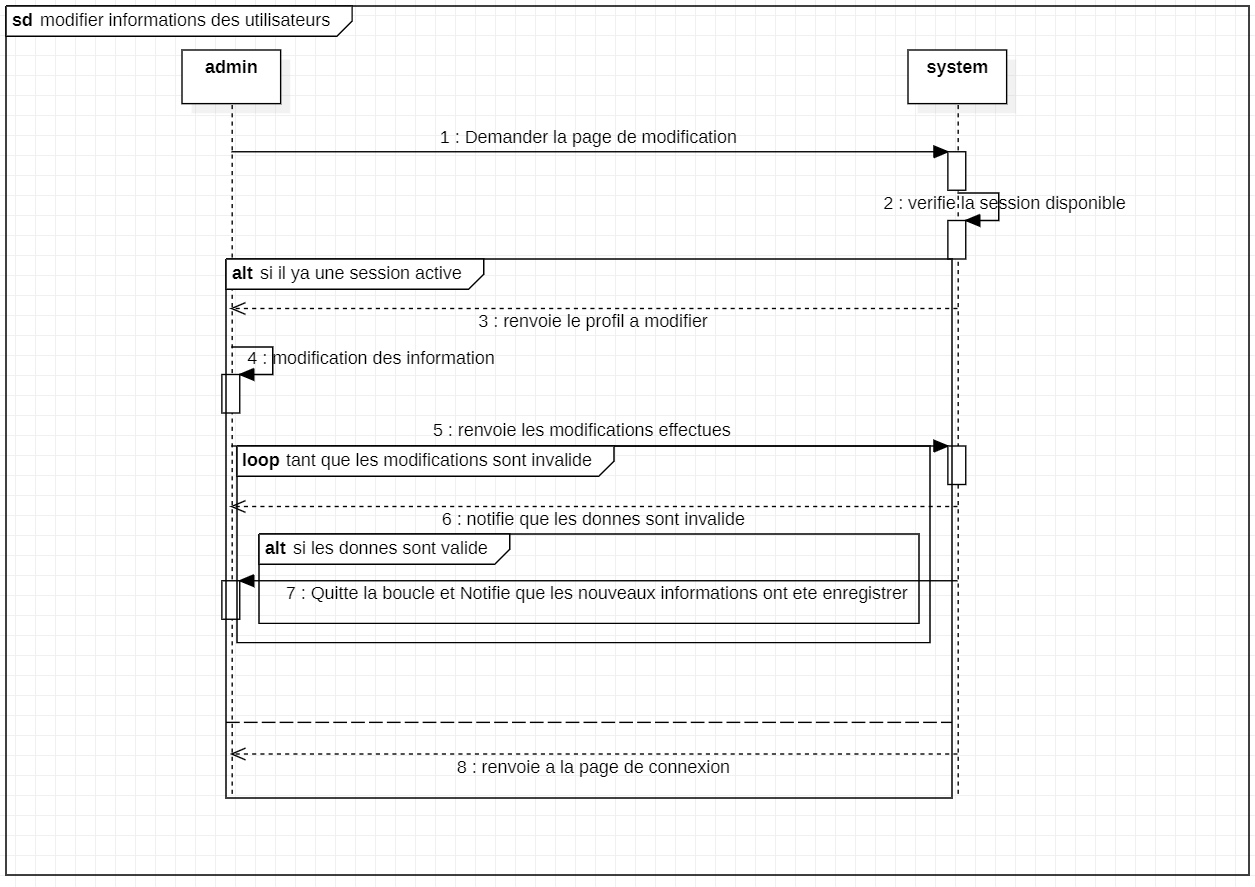 sd modifier informations des utilisateurs
admin
system
1 : Demander la page de modification
2 : verifie la session disponible
alt si il ya une session active
3 : renvoie le profil a modifier
4 : modification des information
5 : renvoie les modifications effectues
loop tant que les modifications sont invalide
6 : notifie que les donnes sont invalide
alt si les donnes sont valide
7 : Quitte la boucle et Notifie que les nouveaux informations ont ete enregistrer
8 : renvoie a la page de connexion